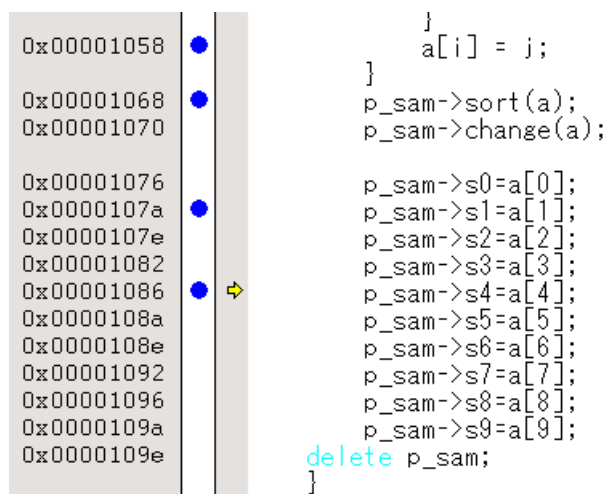 }
0x00001058 a[i] = j;
}
0x00001068 p_sam->sort(a);
0x00001070 p_sam->change(a);
0x00001076 p_sam->s0=a[0];
0x0000107a p_sam->s1=a[1];
0x0000107e p_sam->s2=a[2];
0x00001082 p_sam->s3=a[3];
0x00001086 p_sam->s4=a[4];
0x0000108a p_sam->s5=a[5];
0x0000108e p_sam->s6=a[6];
0x00001092 p_sam->s7=a[7];
0x00001096 p_sam->s8=a[8];
0x0000109a p_sam->s9=a[9];
0x0000109e delete p_sam;
}